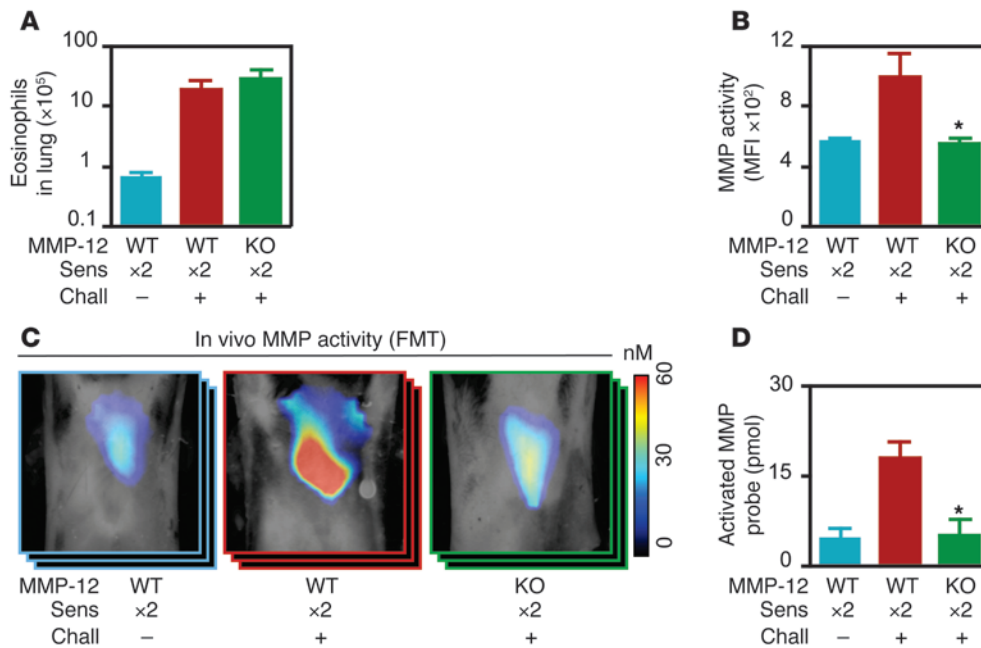 A
Eosinophils
in lung (×10⁵)
100
10
1
0.1
MMP-12 WT WT KO
Sens ×2 ×2 ×2
Chall – + +
B
MMP activity
(MFI ×10²)
12
6
0
*
MMP-12 WT WT KO
Sens ×2 ×2 ×2
Chall – + +
C
In vivo MMP activity (FMT)
nM
60
30
0
MMP-12 WT WT KO
Sens ×2 ×2 ×2
Chall – + +
D
Activated MMP
probe (pmol)
30
15
0
*
MMP-12 WT WT KO
Sens ×2 ×2 ×2
Chall – + +